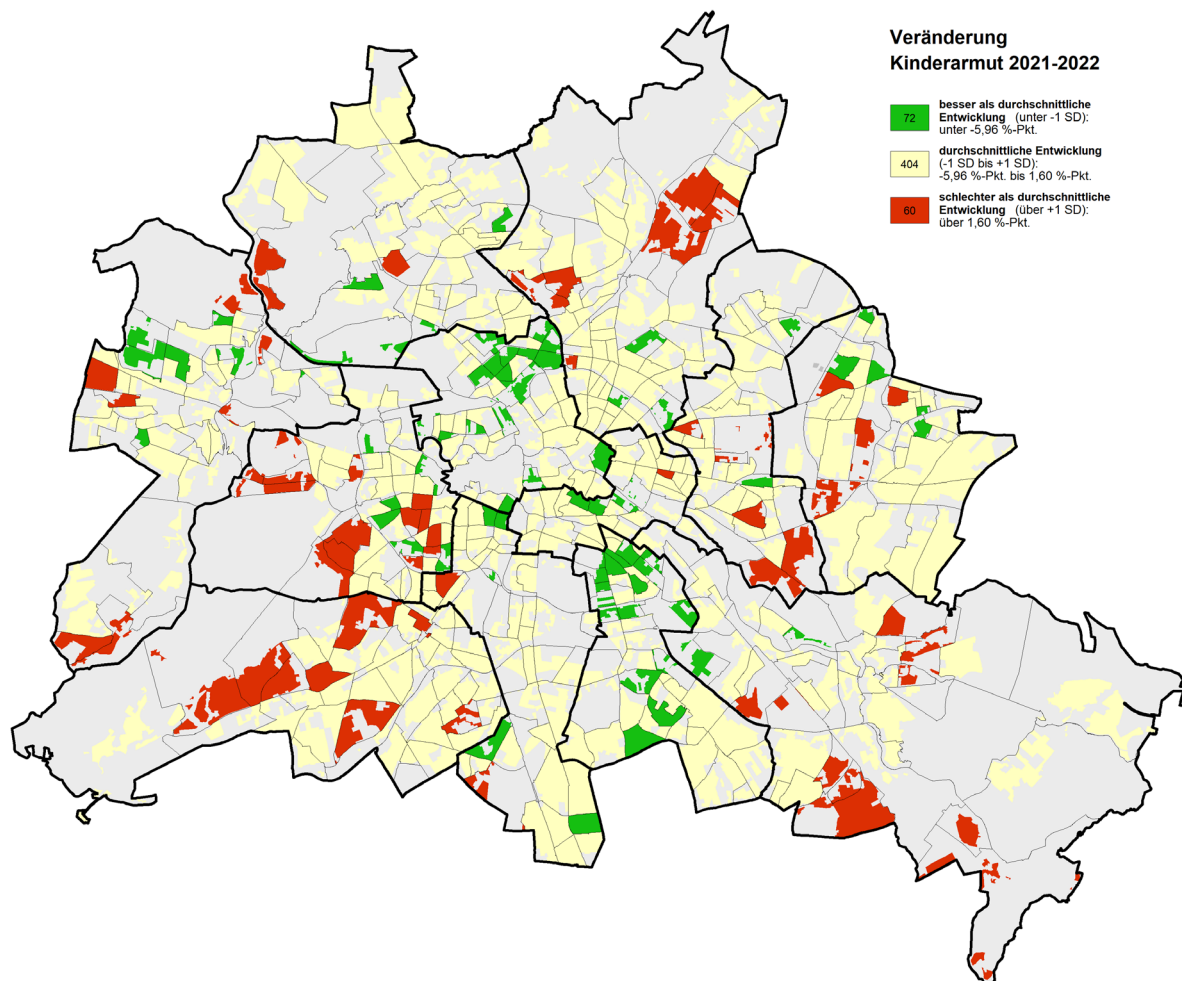 Veränderung
Kinderarmut 2021-2022
72
besser als durchschnittliche
Entwicklung (unter -1 SD):
unter -5,96 %-Pkt.
404
durchschnittliche Entwicklung
(-1 SD bis +1 SD):
-5,96 %-Pkt. bis 1,60 %-Pkt.
60
schlechter als durchschnittliche
Entwicklung (über +1 SD):
über 1,60 %-Pkt.